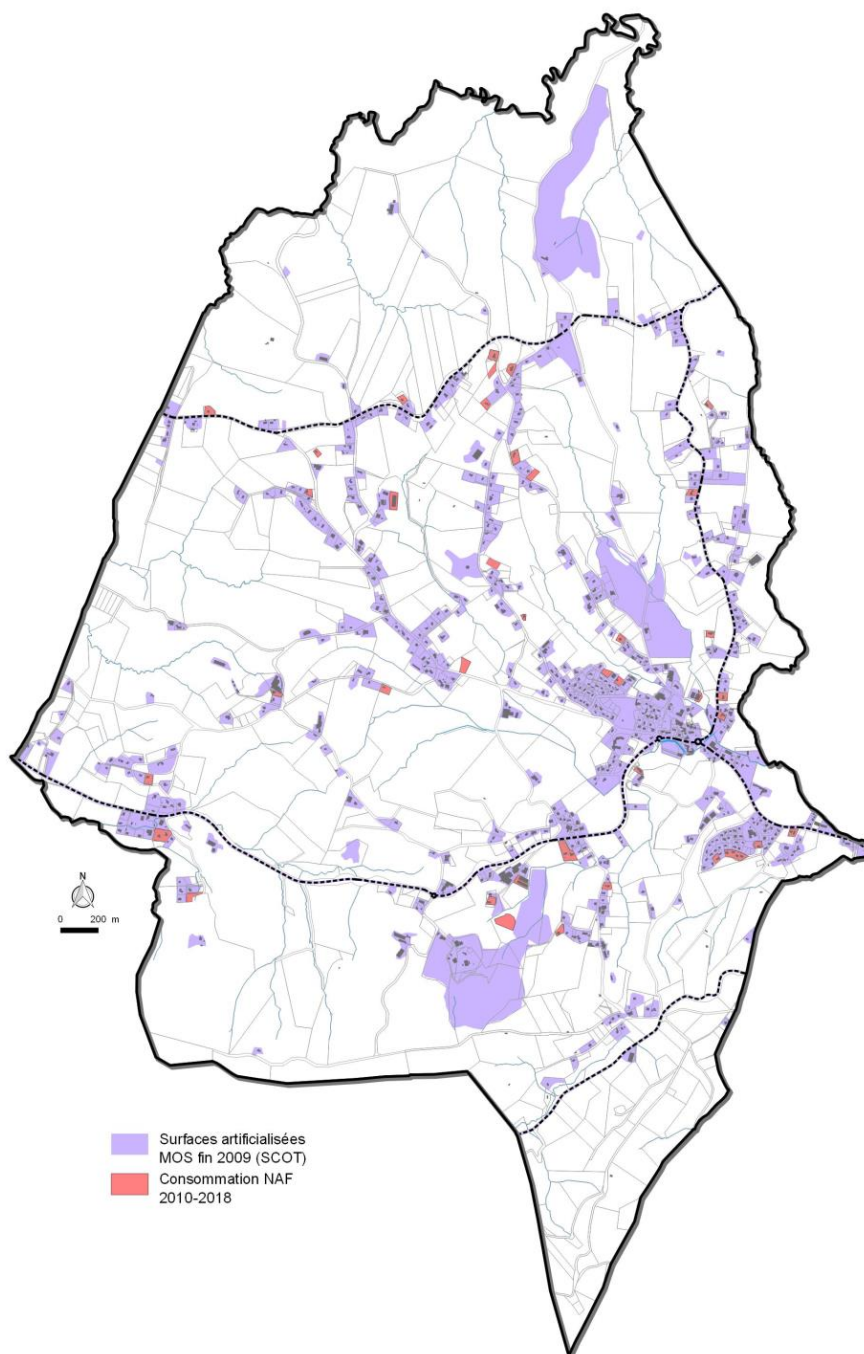 N
0 200 m
Surfaces artificialisées
MOS fin 2009 (SCOT)
Consommation NAF
2010-2018